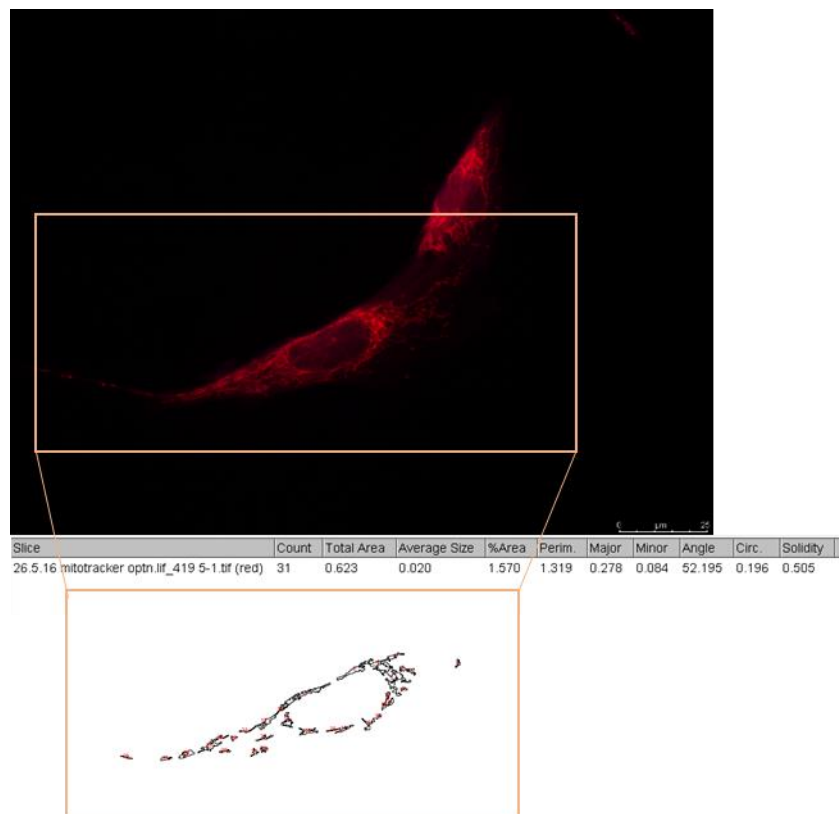 0 µm 25
Slice Count Total Area Average Size %Area Perim. Major Minor Angle Circ. Solidity
26.5.16 mitotracker optn.lif_419 5-1.tif (red) 31 0.623 0.020 1.570 1.319 0.278 0.084 52.195 0.196 0.505